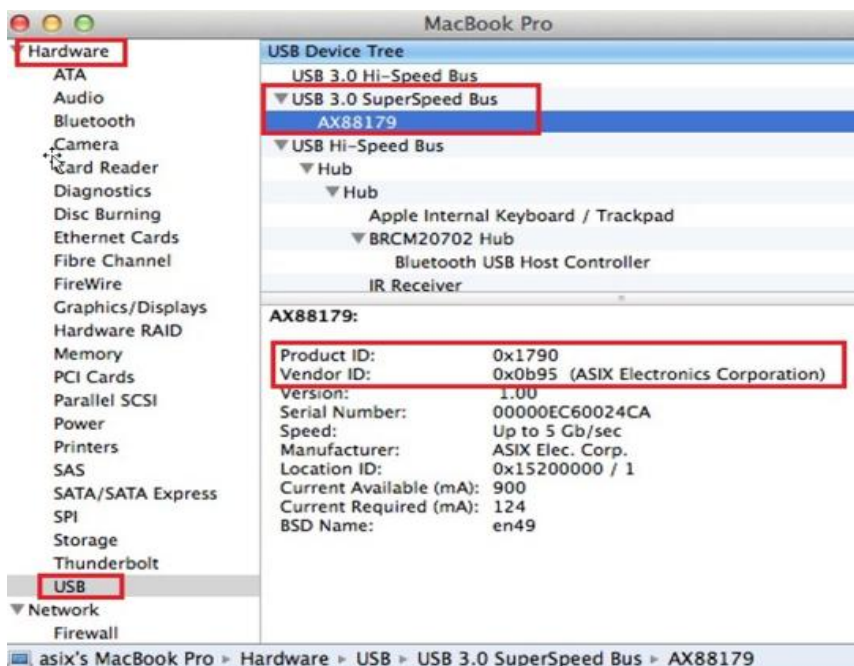 MacBook Pro
Hardware
ATA
Audio
Bluetooth
Camera
Card Reader
Diagnostics
Disc Burning
Ethernet Cards
Fibre Channel
FireWire
Graphics/Displays
Hardware RAID
Memory
PCI Cards
Parallel SCSI
Power
Printers
SAS
SATA/SATA Express
SPI
Storage
Thunderbolt
USB
Network
Firewall
USB Device Tree
USB 3.0 Hi-Speed Bus
USB 3.0 SuperSpeed Bus
AX88179
USB Hi-Speed Bus
Hub
Hub
Apple Internal Keyboard / Trackpad
BRCM20702 Hub
Bluetooth USB Host Controller
IR Receiver
AX88179:
Product ID: 0x1790
Vendor ID: 0x0b95 (ASIX Electronics Corporation)
Version: 1.00
Serial Number: 00000EC60024CA
Speed: Up to 5 Gb/sec
Manufacturer: ASIX Elec. Corp.
Location ID: 0x15200000 / 1
Current Available (mA): 900
Current Required (mA): 124
BSD Name: en49
asix's MacBook Pro ▸ Hardware ▸ USB ▸ USB 3.0 SuperSpeed Bus ▸ AX88179